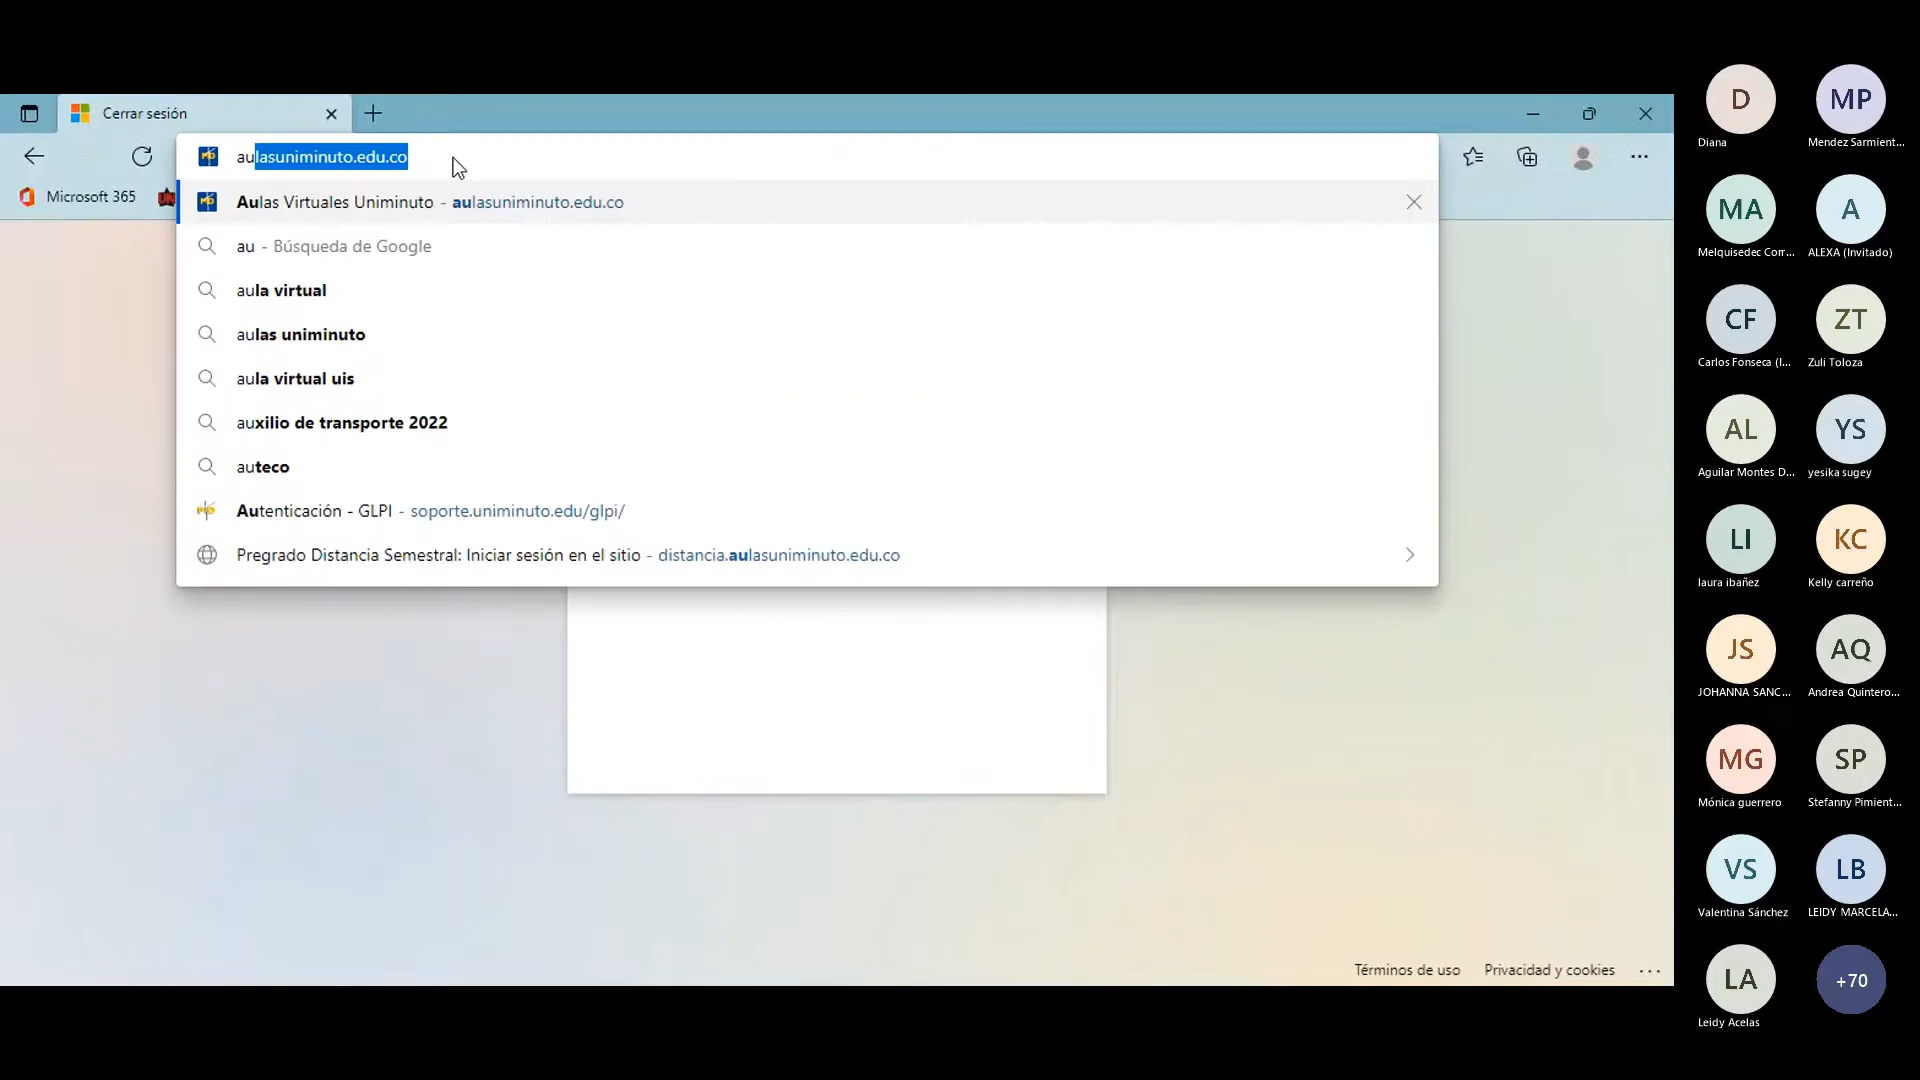 Cerrar sesión
aulasuniminuto.edu.co
Microsoft 365
Aulas Virtuales Uniminuto - aulasuniminuto.edu.co
au - Búsqueda de Google
aula virtual
aulas uniminuto
aula virtual uis
auxilio de transporte 2022
auteco
Autenticación - GLPI - soporte.uniminuto.edu/glpi/
Pregrado Distancia Semestral: Iniciar sesión en el sitio - distancia.aulasuniminuto.edu.co
Términos de uso Privacidad y cookies ...
D MP
Diana Mendez Sarmient...
MA A
Melquisedec Corr... ALEXA (Invitado)
CF ZT
Carlos Fonseca (I... Zuli Toloza
AL YS
Aguilar Montes D... yesika sugey
LI KC
laura ibañez Kelly carreño
JS AQ
JOHANNA SANC... Andrea Quintero...
MG SP
Mónica guerrero Stefanny Pimient...
VS LB
Valentina Sánchez LEIDY MARCELA...
LA +70
Leidy Acelas